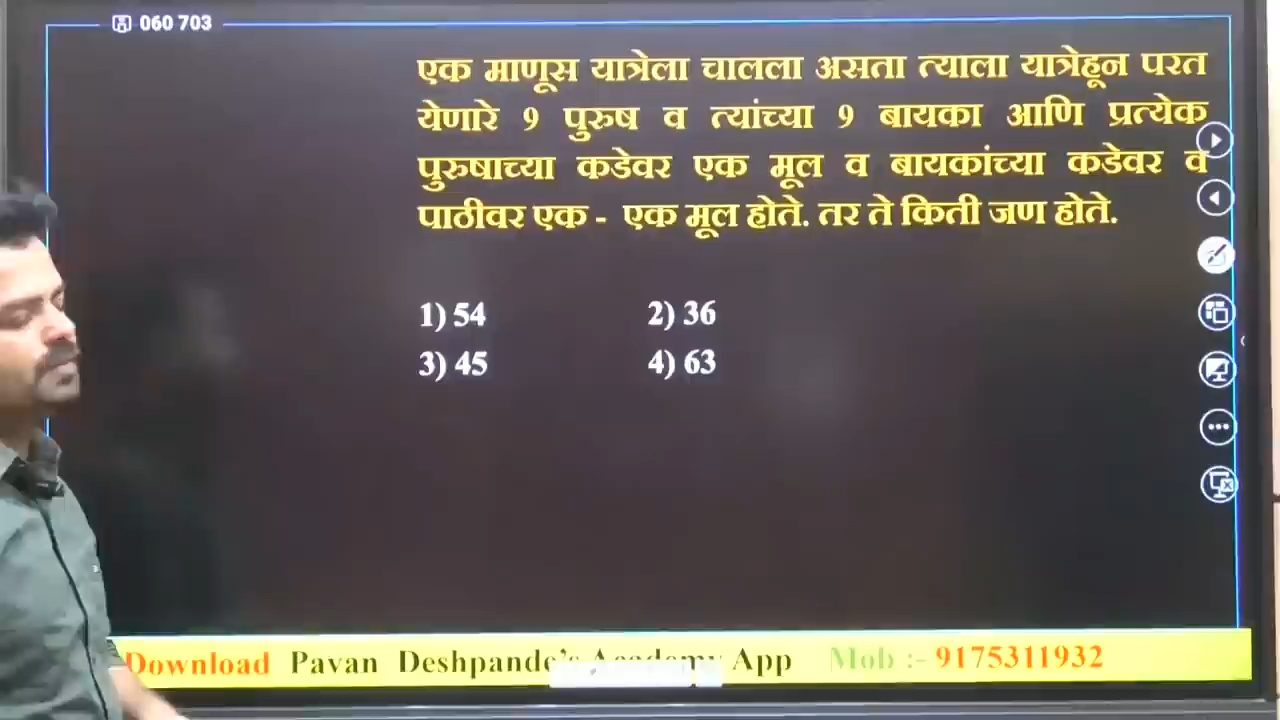 060 703
एक माणूस यात्रेला चालला असता त्याला यात्रेहून परत
येणारे 9 पुरुष व त्यांच्या 9 बायका आणि प्रत्येक
पुरुषाच्या कडेवर एक मूल व बायकांच्या कडेवर व
पाठीवर एक - एक मूल होते. तर ते किती जण होते.
1) 54 2) 36
3) 45 4) 63
Download Pavan Deshpande's Academy App Mob :- 9175311932